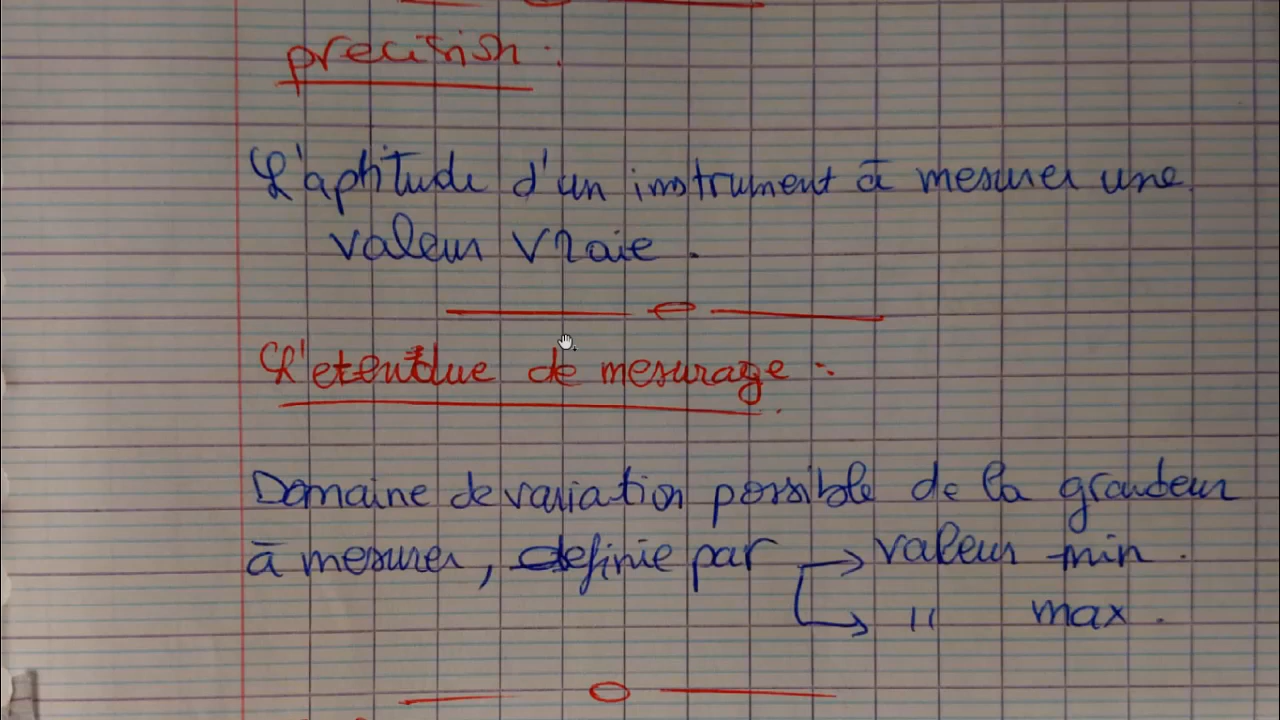 precision :
L'aptitude d'un instrument à mesurer une
valeur vraie .
L'etendue de mesurage :
Domaine de variation possible de la grandeur
à mesurer, definie par → valeur min .
→ " max .